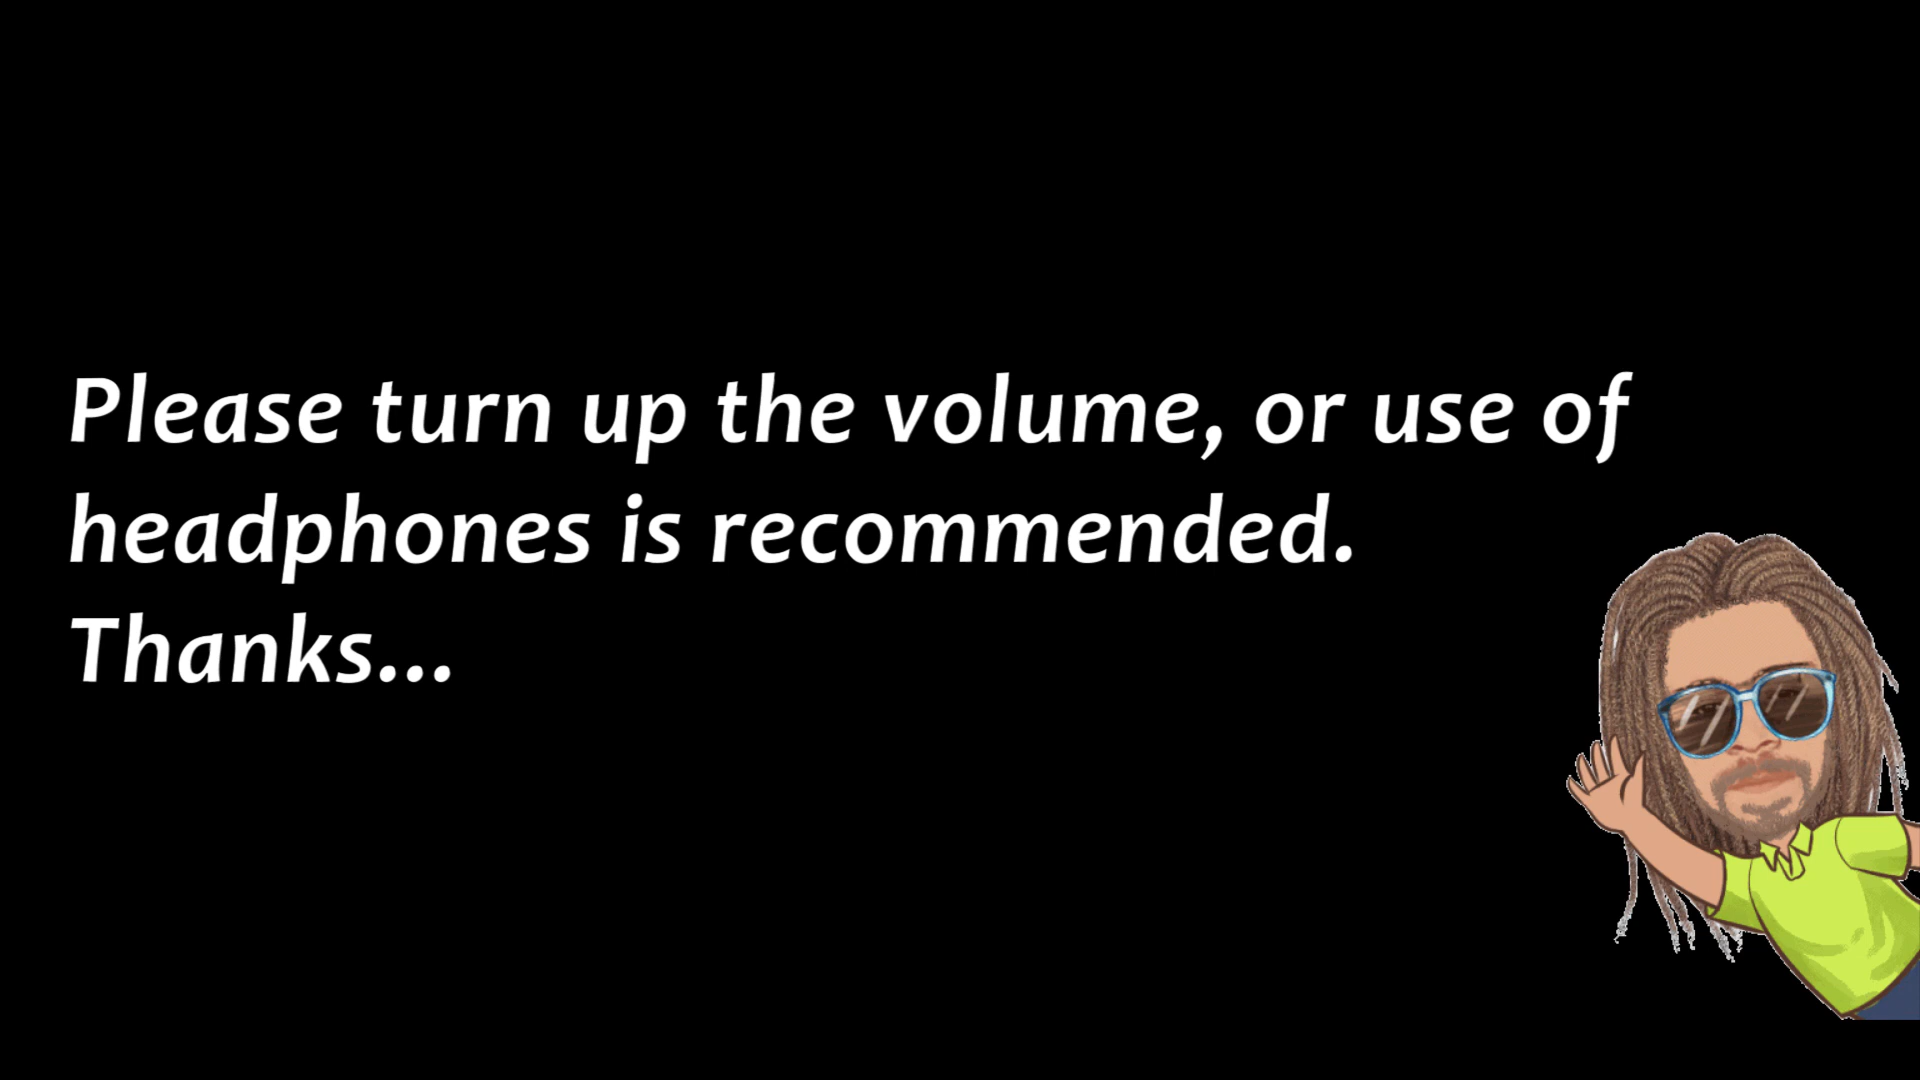 Please turn up the volume, or use of
headphones is recommended.
Thanks...